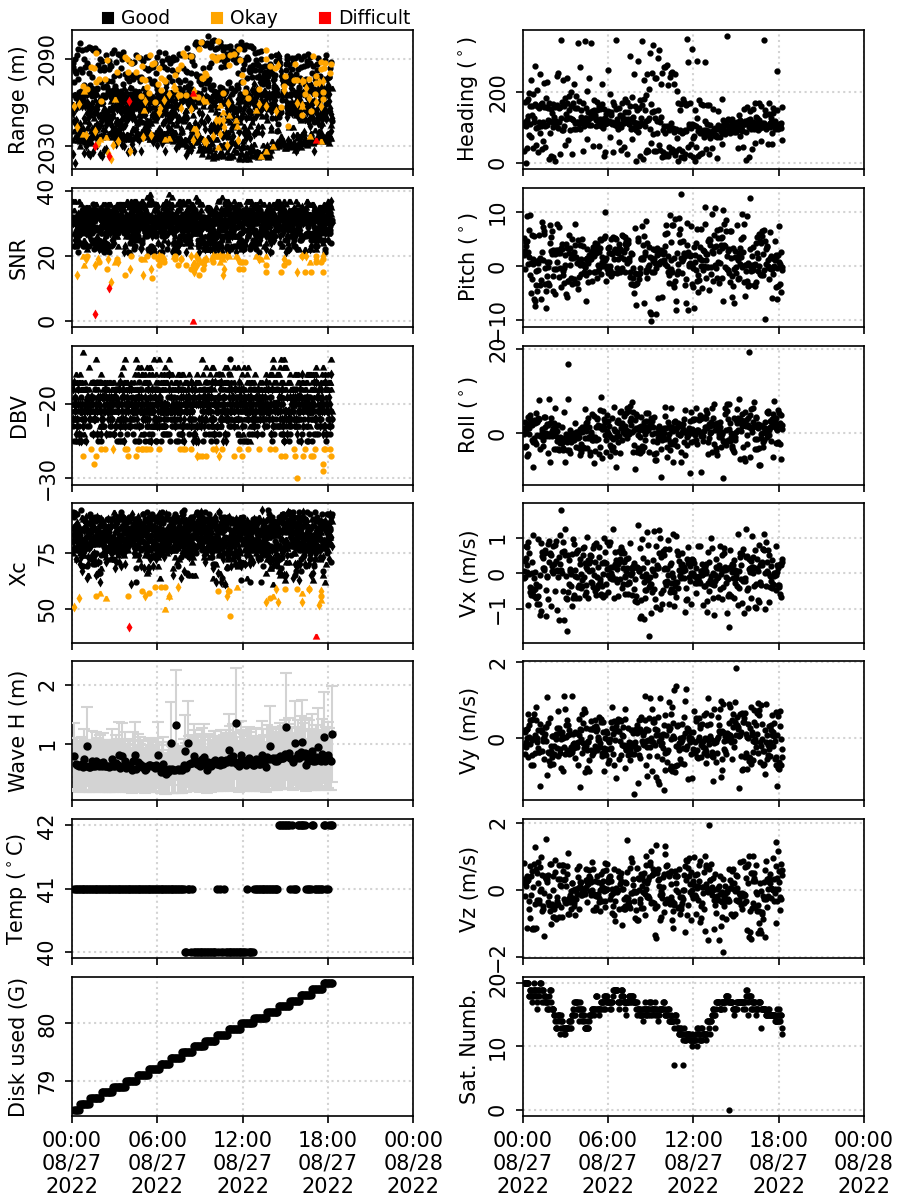 Good Okay Difficult
Range (m)
2090
2030
Heading (°)
200
0
SNR
40
20
0
Pitch (°)
10
0
−10
DBV
−20
−30
Roll (°)
20
0
Xc
75
50
Vx (m/s)
1
0
−1
Wave H (m)
2
1
Vy (m/s)
2
0
Temp (°C)
42
41
40
Vz (m/s)
2
0
−2
Disk used (G)
80
79
Sat. Numb.
20
10
0
00:00 06:00 12:00 18:00 00:00
08/27 08/27 08/27 08/27 08/28
2022 2022 2022 2022 2022
00:00 06:00 12:00 18:00 00:00
08/27 08/27 08/27 08/27 08/28
2022 2022 2022 2022 2022